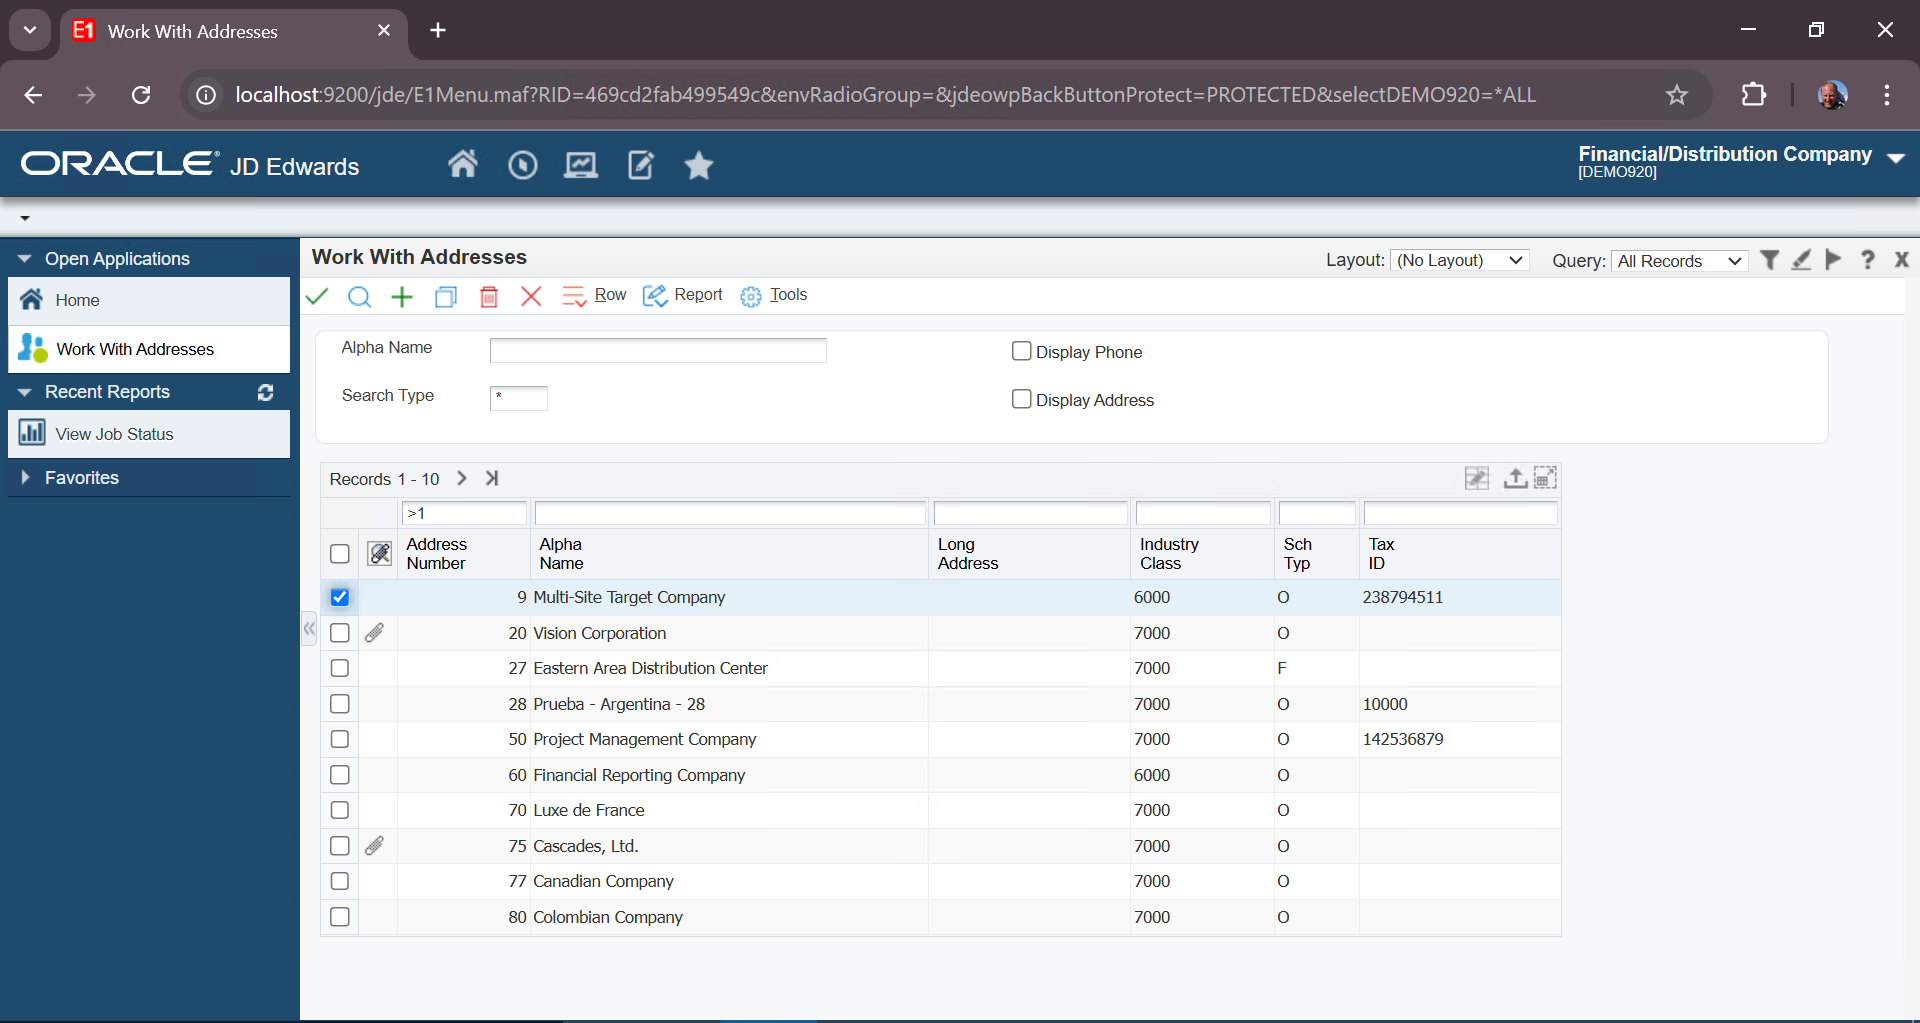 E1 Work With Addresses
localhost:9200/jde/E1Menu.maf?RID=469cd2fab499549c&envRadioGroup=&jdeowpBackButtonProtect=PROTECTED&selectDEMO920=*ALL
ORACLE JD Edwards
Financial/Distribution Company
[DEMO920]
Open Applications
Home
Work With Addresses
Recent Reports
View Job Status
Favorites
Work With Addresses
Layout: (No Layout) Query: All Records
Row Report Tools
Alpha Name Display Phone
Search Type * Display Address
Records 1 - 10
>1
Address Number Alpha Name Long Address Industry Class Sch Typ Tax ID
9 Multi-Site Target Company 6000 O 238794511
20 Vision Corporation 7000 O
27 Eastern Area Distribution Center 7000 F
28 Prueba - Argentina - 28 7000 O 10000
50 Project Management Company 7000 O 142536879
60 Financial Reporting Company 6000 O
70 Luxe de France 7000 O
75 Cascades, Ltd. 7000 O
77 Canadian Company 7000 O
80 Colombian Company 7000 O